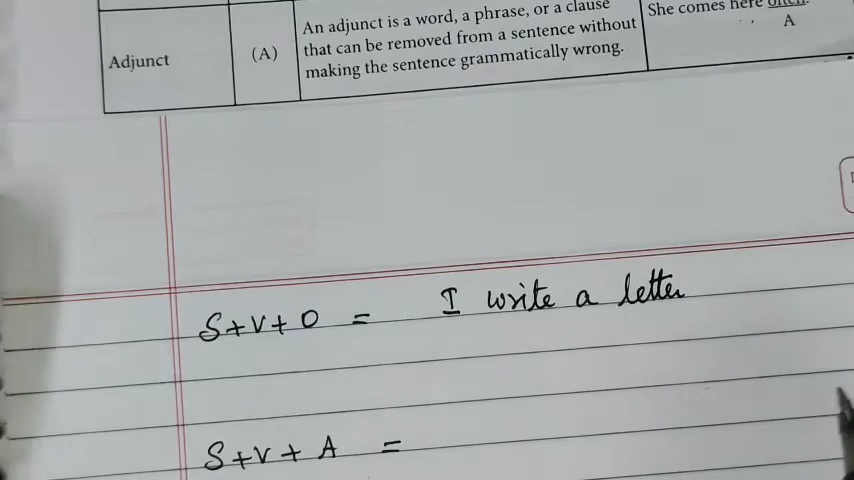 Adjunct
(A)
An adjunct is a word, a phrase, or a clause
that can be removed from a sentence without
making the sentence grammatically wrong.
She comes here often.
A
S+V+O = I write a letter
S+V+A =